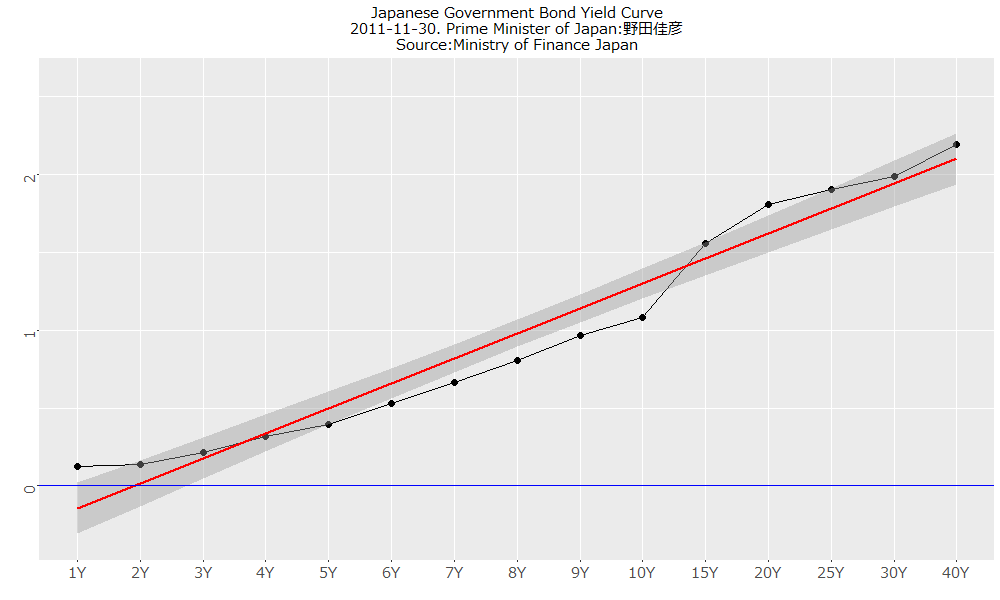 Japanese Government Bond Yield Curve
2011-11-30. Prime Minister of Japan:野田佳彦
Source:Ministry of Finance Japan
2
1
0
1Y 2Y 3Y 4Y 5Y 6Y 7Y 8Y 9Y 10Y 15Y 20Y 25Y 30Y 40Y